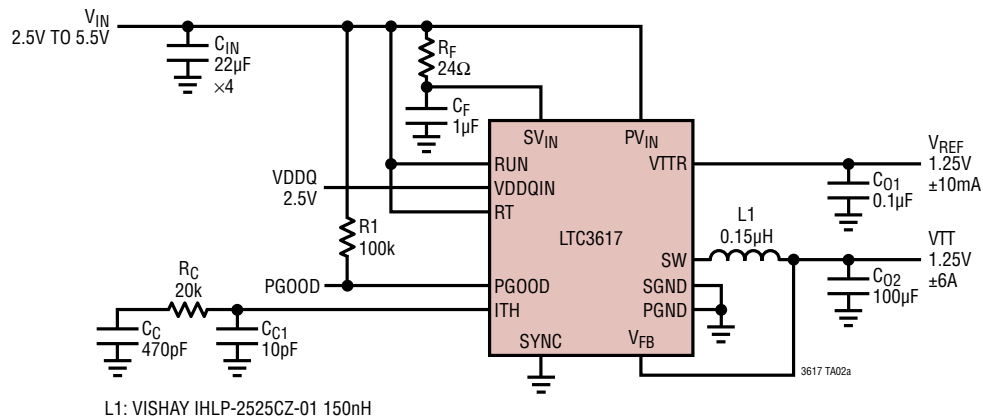 VIN
2.5V TO 5.5V
CIN
22µF
×4
RF
24Ω
CF
1µF
SVIN
PVIN
RUN
VTTR
VREF
1.25V
±10mA
CO1
0.1µF
VDDQ
2.5V
VDDQIN
RT
R1
100k
LTC3617
L1
0.15µH
SW
VTT
1.25V
±6A
CO2
100µF
RC
20k
PGOOD
PGOOD
SGND
ITH
PGND
CC
470pF
CC1
10pF
SYNC
VFB
3617 TA02a
L1: VISHAY IHLP-2525CZ-01 150nH